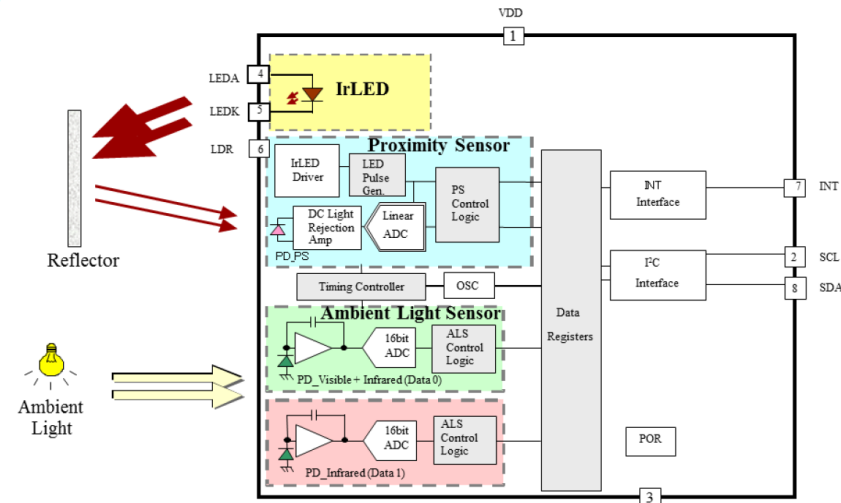 VDD
1
LEDA
4
IrLED
LEDK
5
LDR
6
Proximity Sensor
IrLED
Driver
LED
Pulse
Gen.
PS
Control
Logic
DC Light
Rejection
Amp
Linear
ADC
PD_PS
Reflector
Timing Controller
OSC
Ambient Light Sensor
16bit
ADC
ALS
Control
Logic
PD_Visible + Infrared (Data 0)
16bit
ADC
ALS
Control
Logic
PD_Infrared (Data 1)
Ambient
Light
Data
Registers
INT
Interface
7
INT
I²C
Interface
2
SCL
8
SDA
POR
3